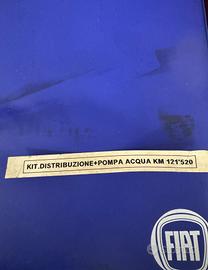 KIT.DISTRIBUZIONE+POMPA ACQUA KM 121'520
FIAT